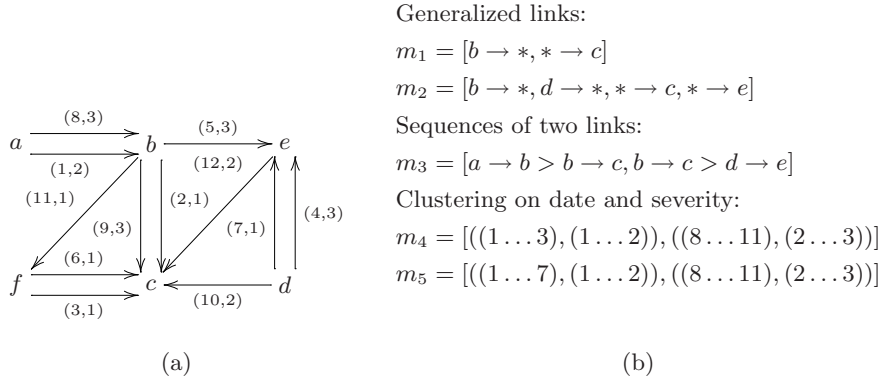 Generalized links:
m₁ = [b → ∗, ∗ → c]
m₂ = [b → ∗, d → ∗, ∗ → c, ∗ → e]
Sequences of two links:
m₃ = [a → b > b → c, b → c > d → e]
Clustering on date and severity:
m₄ = [((1 . . . 3), (1 . . . 2)), ((8 . . . 11), (2 . . . 3))]
m₅ = [((1 . . . 7), (1 . . . 2)), ((8 . . . 11), (2 . . . 3))]
(8,3)
(5,3)
a b e
(1,2) (12,2)
(11,1) (2,1)
(9,3) (7,1) (4,3)
(6,1)
f c d
(3,1) (10,2)
(a) (b)